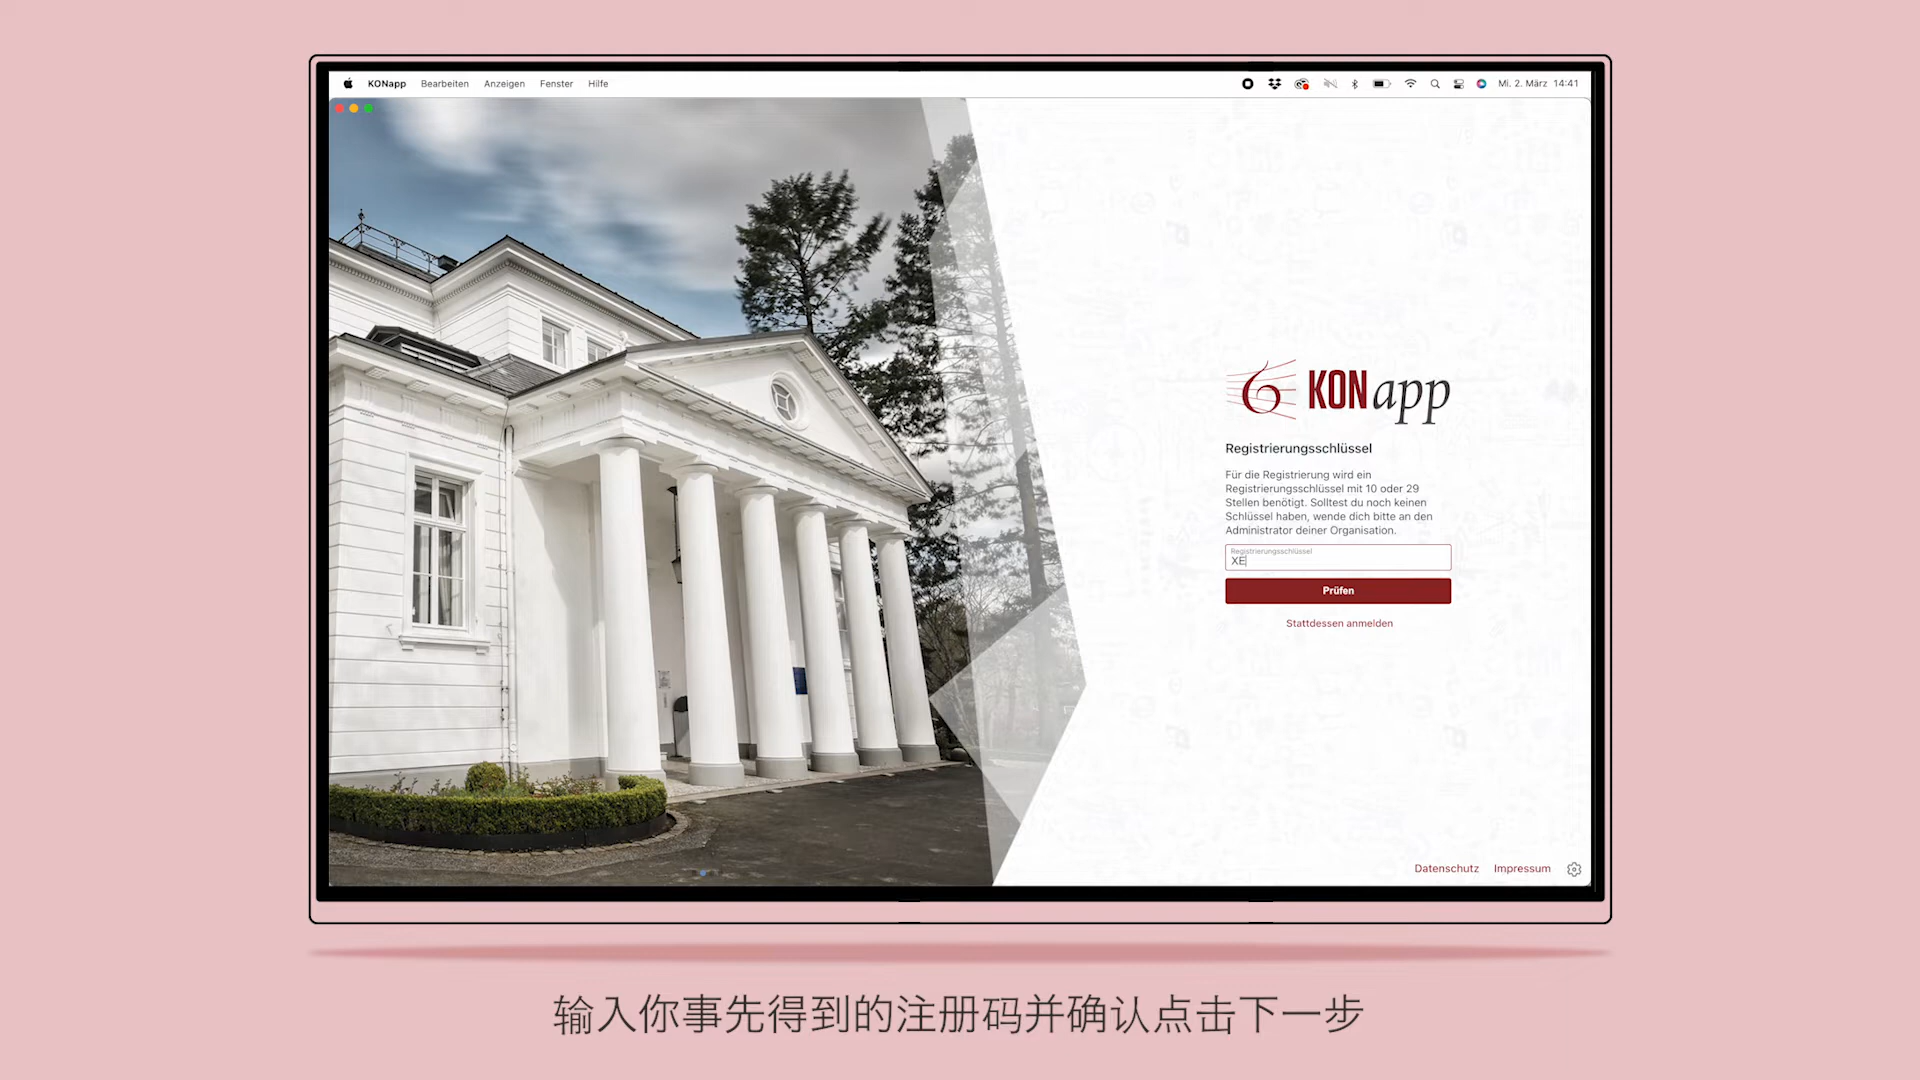 KONapp Bearbeiten Anzeigen Fenster Hilfe Mi. 2. März 14:41
KONapp
Registrierungsschlüssel
Für die Registrierung wird ein
Registrierungsschlüssel mit 10 oder 29
Stellen benötigt. Solltest du noch keinen
Schlüssel haben, wende dich bitte an den
Administrator deiner Organisation.
Registrierungsschlüssel
XE
Prüfen
Stattdessen anmelden
Datenschutz Impressum
输入你事先得到的注册码并确认点击下一步